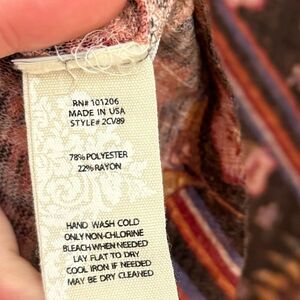 RN# 101206
MADE IN USA
STYLE# 2CV89
78% POLYESTER
22% RAYON
HAND WASH COLD
ONLY NON-CHLORINE
BLEACH WHEN NEEDED
LAY FLAT TO DRY
COOL IRON IF NEEDED
MAY BE DRY CLEANED